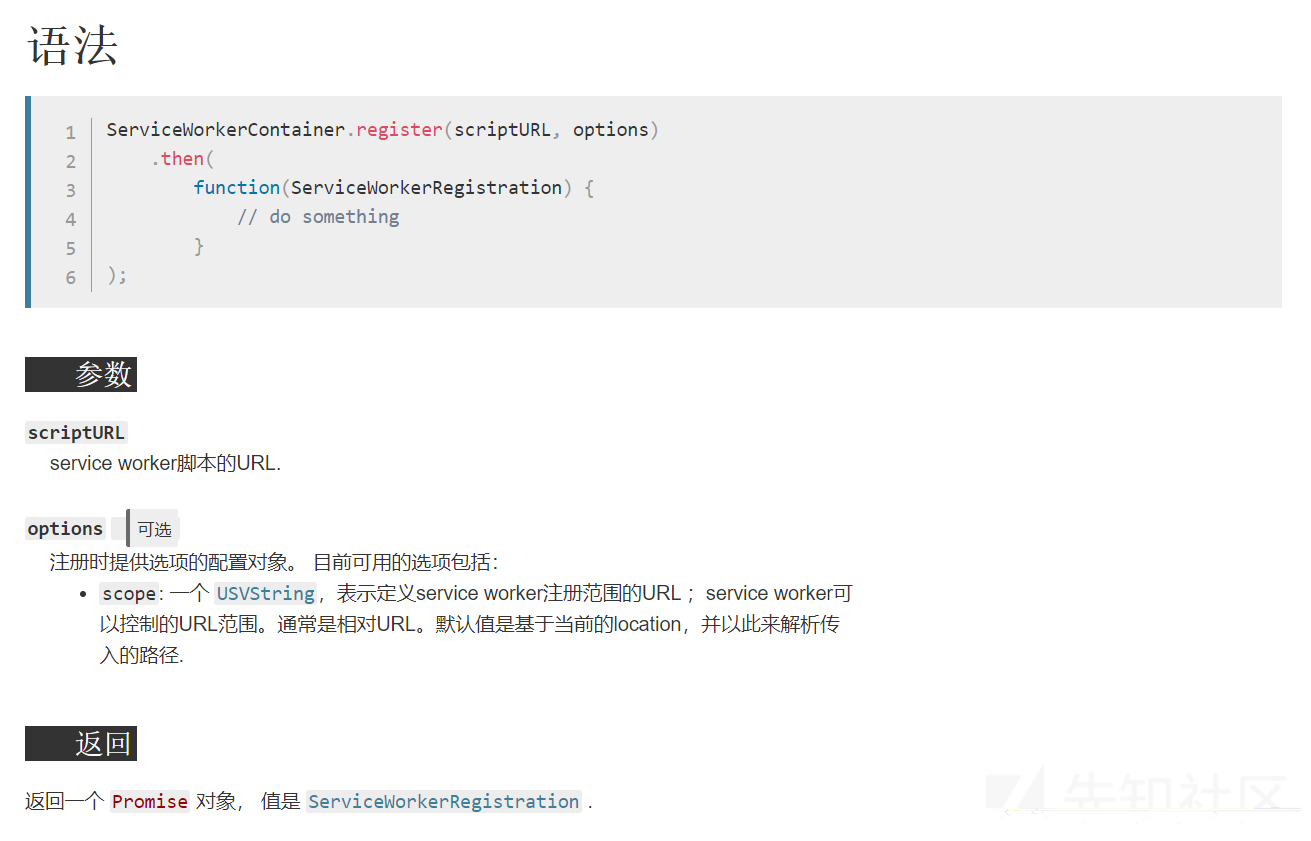 语法
1 ServiceWorkerContainer.register(scriptURL, options)
2 .then(
3 function(ServiceWorkerRegistration) {
4 // do something
5 }
6 );
参数
scriptURL
service worker脚本的URL.
options 可选
注册时提供选项的配置对象。 目前可用的选项包括：
• scope: 一个 USVString，表示定义service worker注册范围的URL ；service worker可
以控制的URL范围。通常是相对URL。默认值是基于当前的location，并以此来解析传
入的路径.
返回
返回一个 Promise 对象， 值是 ServiceWorkerRegistration .
先知社区